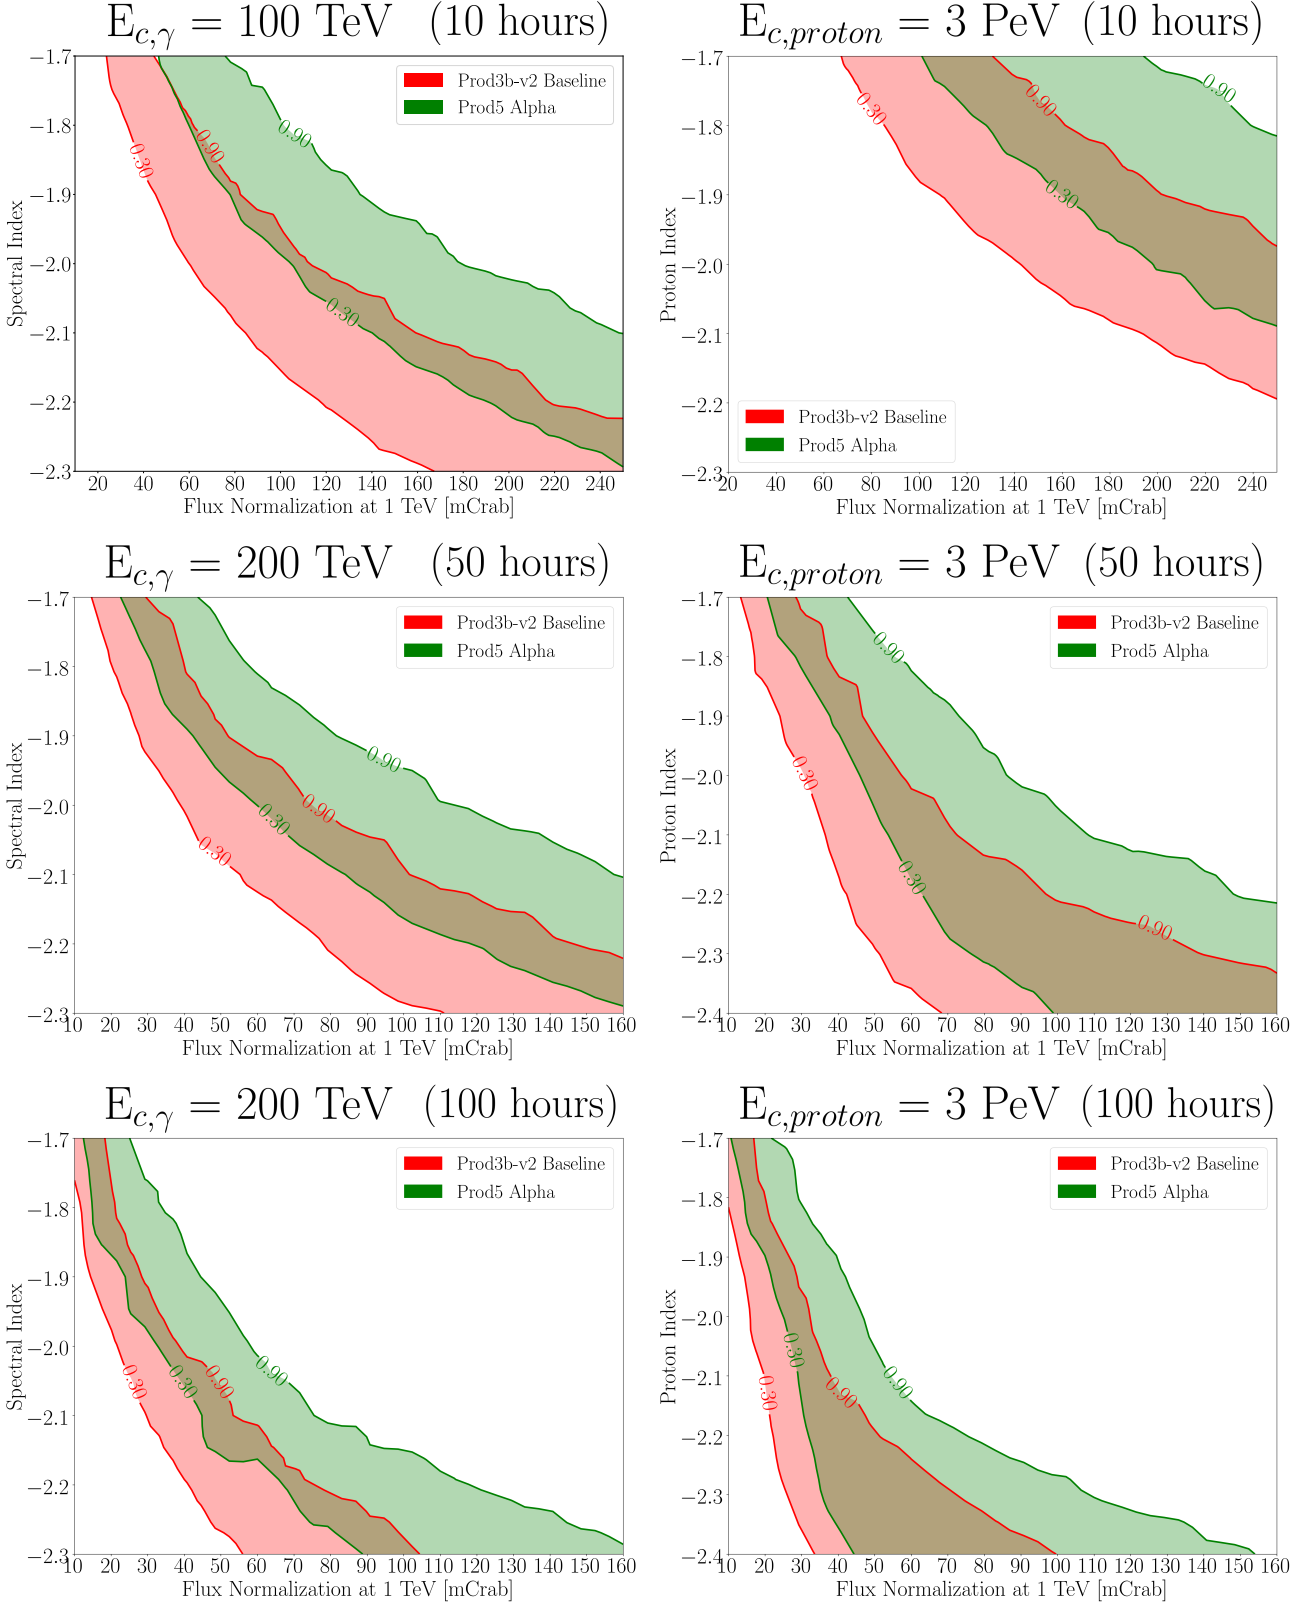 E_{c,γ} = 100 TeV (10 hours)
−1.7
−1.8
−1.9
−2.0
−2.1
−2.2
−2.3
Spectral Index
Prod3b-v2 Baseline
Prod5 Alpha
0.30
0.90
0.90
0.30
20 40 60 80 100 120 140 160 180 200 220 240
Flux Normalization at 1 TeV [mCrab]
E_{c,proton} = 3 PeV (10 hours)
−1.7
−1.8
−1.9
−2.0
−2.1
−2.2
−2.3
Proton Index
0.30
0.90
0.90
0.30
Prod3b-v2 Baseline
Prod5 Alpha
20 40 60 80 100 120 140 160 180 200 220 240
Flux Normalization at 1 TeV [mCrab]
E_{c,γ} = 200 TeV (50 hours)
−1.7
−1.8
−1.9
−2.0
−2.1
−2.2
−2.3
Spectral Index
Prod3b-v2 Baseline
Prod5 Alpha
0.90
0.90
0.30
0.30
10 20 30 40 50 60 70 80 90 100 110 120 130 140 150 160
Flux Normalization at 1 TeV [mCrab]
E_{c,proton} = 3 PeV (50 hours)
−1.7
−1.8
−1.9
−2.0
−2.1
−2.2
−2.3
−2.4
Proton Index
Prod3b-v2 Baseline
Prod5 Alpha
0.90
0.30
0.30
0.90
10 20 30 40 50 60 70 80 90 100 110 120 130 140 150 160
Flux Normalization at 1 TeV [mCrab]
E_{c,γ} = 200 TeV (100 hours)
−1.7
−1.8
−1.9
−2.0
−2.1
−2.2
−2.3
Spectral Index
Prod3b-v2 Baseline
Prod5 Alpha
0.30
0.30
0.90
0.90
10 20 30 40 50 60 70 80 90 100 110 120 130 140 150 160
Flux Normalization at 1 TeV [mCrab]
E_{c,proton} = 3 PeV (100 hours)
−1.7
−1.8
−1.9
−2.0
−2.1
−2.2
−2.3
−2.4
Proton Index
Prod3b-v2 Baseline
Prod5 Alpha
0.30
0.30
0.90
0.90
10 20 30 40 50 60 70 80 90 100 110 120 130 140 150 160
Flux Normalization at 1 TeV [mCrab]